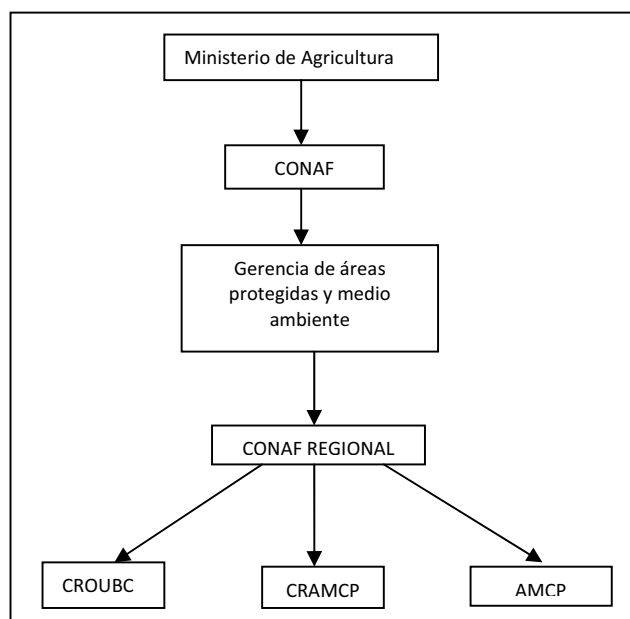 Ministerio de Agricultura
CONAF
Gerencia de áreas
protegidas y medio
ambiente
CONAF REGIONAL
CROUBC
CRAMCP
AMCP